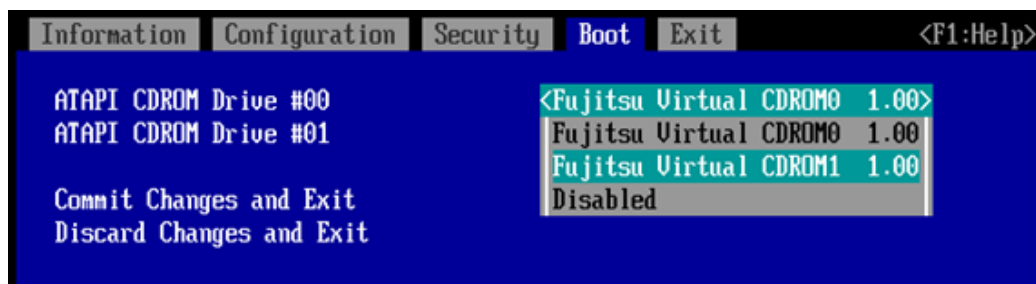 Information Configuration Security Boot Exit <F1:Help>
ATAPI CDROM Drive #00 <Fujitsu Virtual CDROM0 1.00>
ATAPI CDROM Drive #01 Fujitsu Virtual CDROM0 1.00
Fujitsu Virtual CDROM1 1.00
Commit Changes and Exit Disabled
Discard Changes and Exit